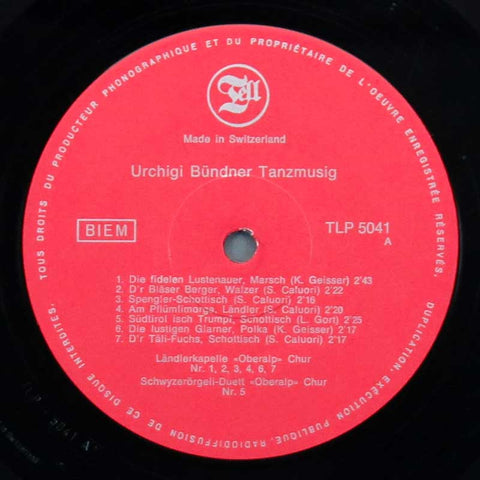 TOUS DROITS DU PRODUCTEUR PHONOGRAPHIQUE ET DU PROPRIÉTAIRE DE L'OEUVRE ENREGISTRÉE RÉSERVÉS.
DUPLICATION, EXÉCUTION PUBLIQUE, RADIODIFFUSION DE CE DISQUE INTERDITES.
Tell
Made in Switzerland
Urchigi Bündner Tanzmusig
BIEM
TLP 5041
A
1. Die fidelen Lustenauer, Marsch (K. Geisser) 2'43
2. D'r Bläser Berger, Walzer (S. Caluori) 2'22
3. Spengler-Schottisch (S. Caluori) 2'16
4. Am Pflümlimorge, Ländler (S. Caluori) 2'20
5. Südtirol isch Trumpf, Schottisch (L. Gort) 2'25
6. Die lustigen Glarner, Polka (K. Geisser) 2'17
7. D'r Täli-Fuchs, Schottisch (S. Caluori) 2'17
Ländlerkapelle «Oberalp» Chur
Nr. 1, 2, 3, 4, 6, 7
Schwyzerörgeli-Duett «Oberalp» Chur
Nr. 5